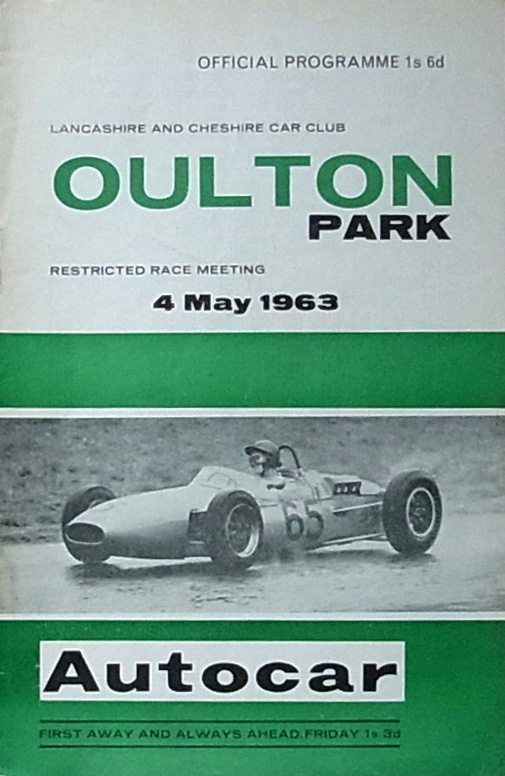 OFFICIAL PROGRAMME 1s 6d
LANCASHIRE AND CHESHIRE CAR CLUB
OULTON
PARK
RESTRICTED RACE MEETING
4 May 1963
65
Autocar
FIRST AWAY AND ALWAYS AHEAD. FRIDAY 1s 3d